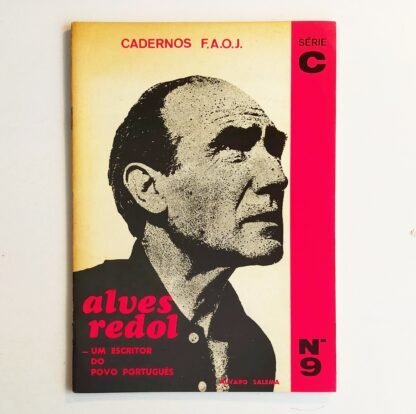 CADERNOS F.A.O.J.
SÉRIE
C
alves
redol
— UM ESCRITOR
DO
POVO PORTUGUÊS
ÁLVARO SALEMA
Nº
9